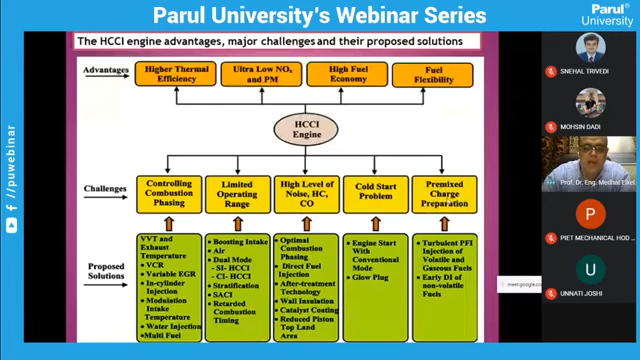 Parul University's Webinar Series
Parul®
University
/puwebinar
The HCCI engine advantages, major challenges and their proposed solutions
Advantages
Higher Thermal
Efficiency
Ultra Low NOx
and PM
High Fuel
Economy
Fuel
Flexibility
HCCI
Engine
Challenges
Controlling
Combustion
Phasing
Limited
Operating
Range
High Level of
Noise, HC,
CO
Cold Start
Problem
Premixed
Charge
Preparation
Proposed
Solutions
VVT and
Exhaust
Temperature
• VCR
• Variable EGR
• In-cylinder
Injection
• Modulation
Intake
Temperature
• Water Injection
• Multi Fuel
• Boosting Intake
• Air
• Dual Mode
- SI- HCCI
- CI- HCCI
• Stratification
• SACI
• Retarded
Combustion
Timing
• Optimal
Combustion
Phasing
• Direct Fuel
Injection
• After-treatment
Technology
• Wall Insulation
• Catalyst Coating
• Reduced Piston
Top Land
Area
• Engine Start with
Conventional
Mode
• Glow Plug
• Turbulent PFI
Injection of
Volatile and
Gaseous Fuels
• Early DI of
non-volatile
Fuels
SNEHAL TRIVEDI
MOHSIN DADI
Prof. Dr. Eng. Medhat Elkel
P
PIET MECHANICAL HOD
U
UNNATI JOSHI
meet.google.co